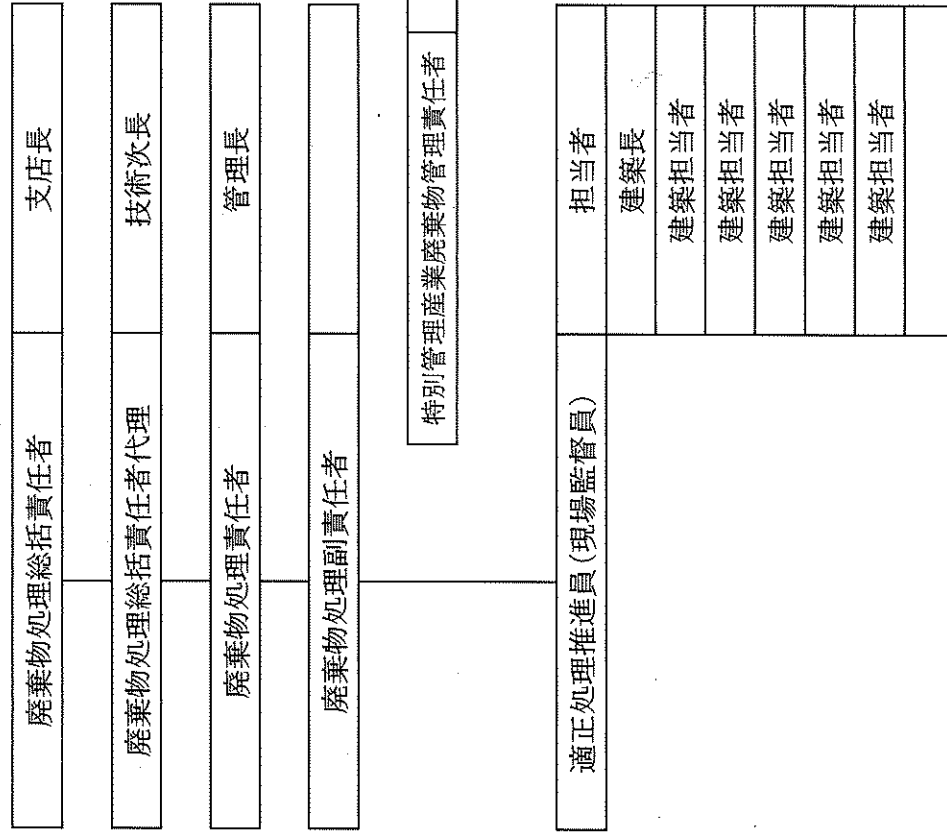 廃棄物処理総括責任者 支店長
廃棄物処理総括責任者代理 技術次長
廃棄物処理責任者 管理長
廃棄物処理副責任者
特別管理産業廃棄物管理責任者
適正処理推進員(現場監督員) 担当者
建築長
建築担当者
建築担当者
建築担当者
建築担当者
建築担当者